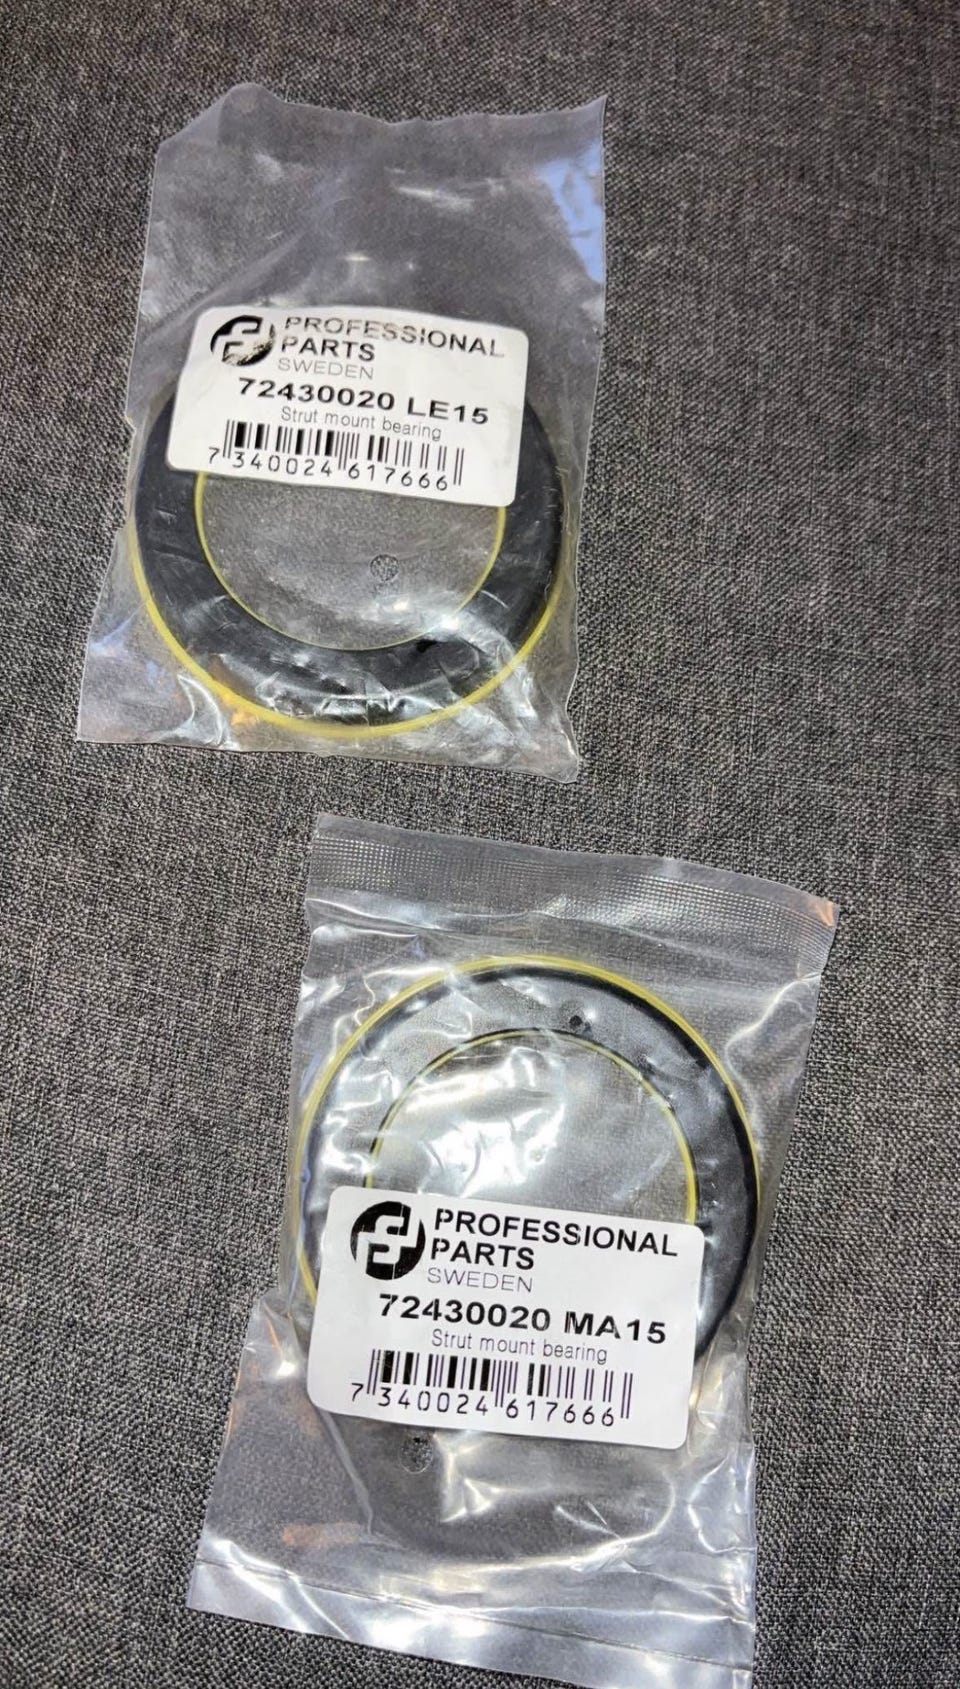 PROFESSIONAL
PARTS
SWEDEN
72430020 LE15
Strut mount bearing
7 340024 617666
PROFESSIONAL
PARTS
SWEDEN
72430020 MA15
Strut mount bearing
7 340024 617666